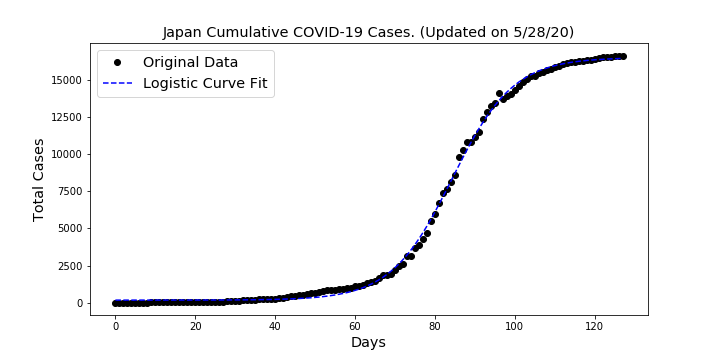 Japan Cumulative COVID-19 Cases. (Updated on 5/28/20)
Original Data
Logistic Curve Fit
Total Cases
15000
12500
10000
7500
5000
2500
0
0 20 40 60 80 100 120
Days